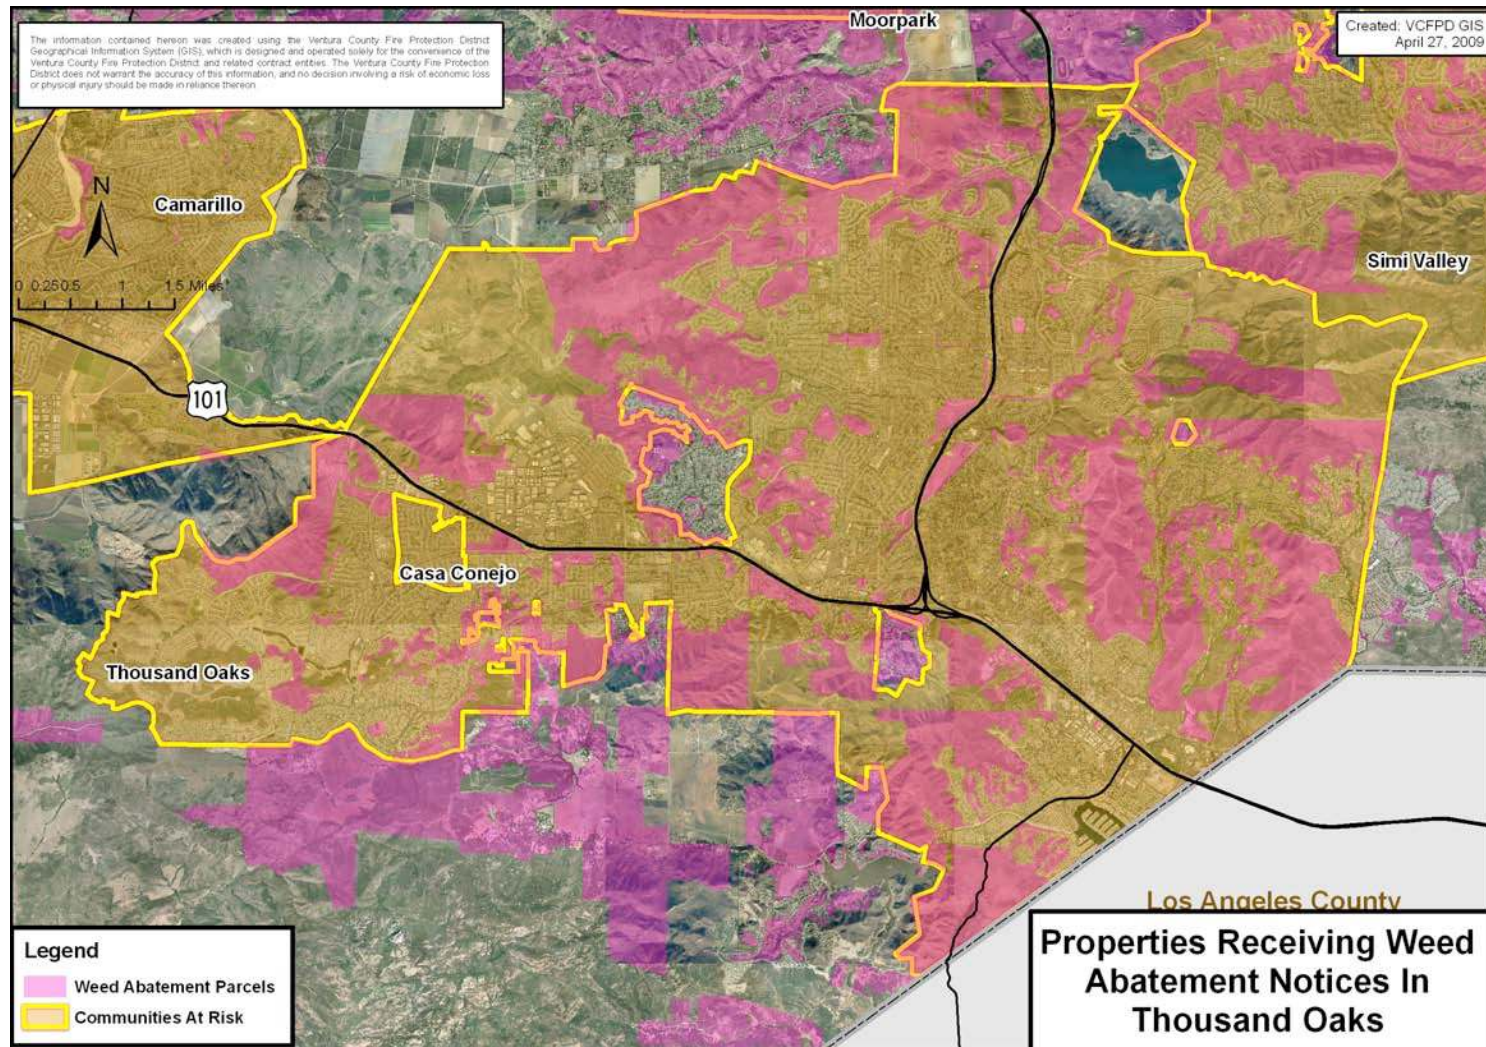 The information contained hereon was created using the Ventura County Fire Protection District
Geographical Information System (GIS), which is designed and operated solely for the convenience of the
Ventura County Fire Protection District and related contract entities. The Ventura County Fire Protection
District does not warrant the accuracy of this information, and no decision involving a risk of economic loss
or physical injury should be made in reliance thereon.
Moorpark
Created: VCFPD GIS
April 27, 2009
N
Camarillo
Simi Valley
0 0.25 0.5 1 1.5 Miles
101
Casa Conejo
Thousand Oaks
Los Angeles County
Legend
Weed Abatement Parcels
Communities At Risk
Properties Receiving Weed
Abatement Notices In
Thousand Oaks